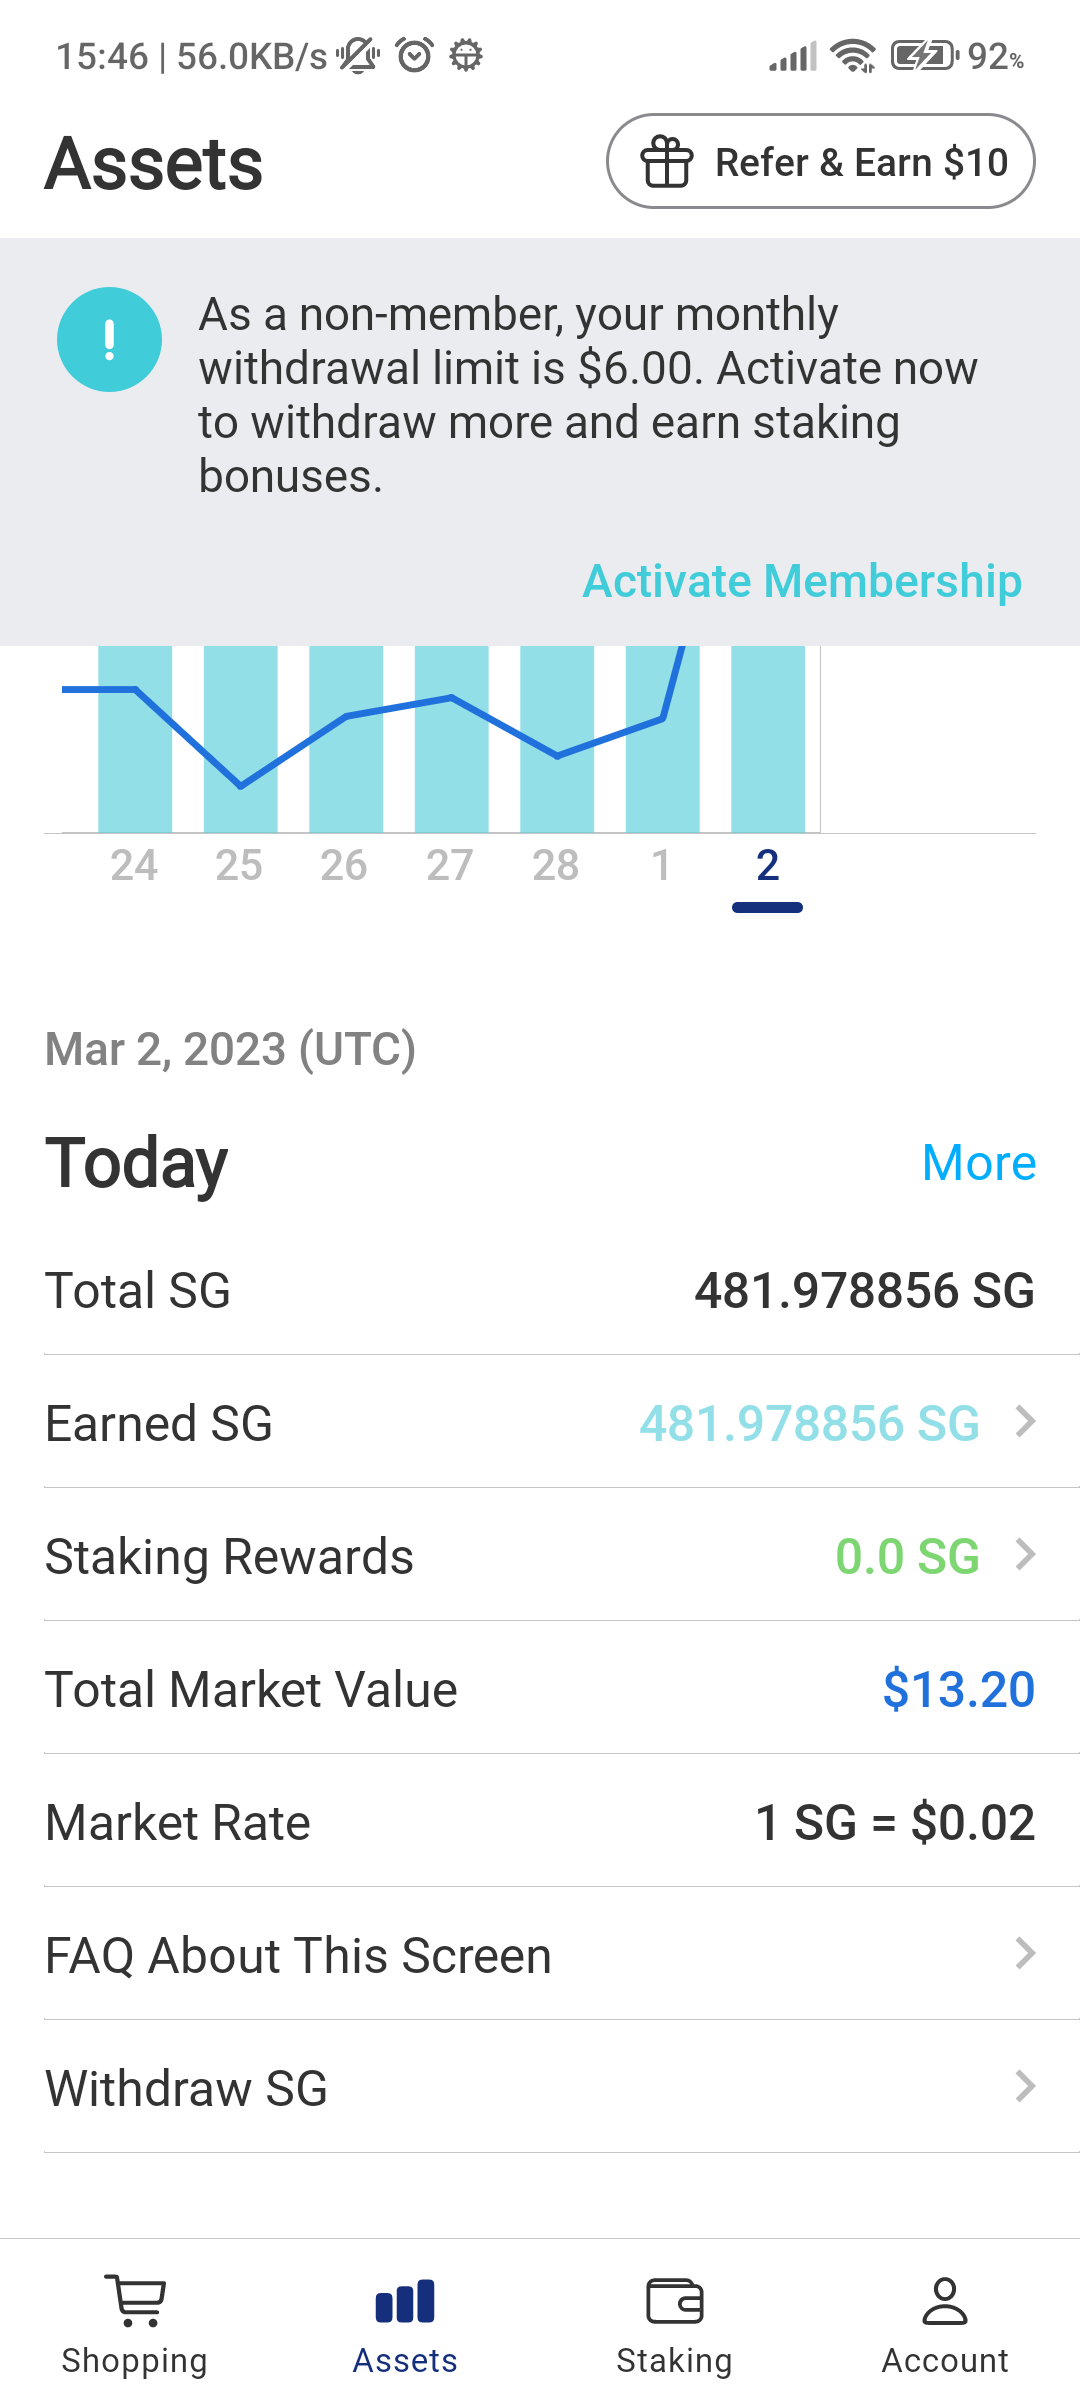 15:46 | 56.0KB/s 92%
Assets
Refer & Earn $10
As a non-member, your monthly
withdrawal limit is $6.00. Activate now
to withdraw more and earn staking
bonuses.
Activate Membership
24 25 26 27 28 1 2
Mar 2, 2023 (UTC)
Today More
Total SG 481.978856 SG
Earned SG 481.978856 SG
Staking Rewards 0.0 SG
Total Market Value $13.20
Market Rate 1 SG = $0.02
FAQ About This Screen
Withdraw SG
Shopping Assets Staking Account